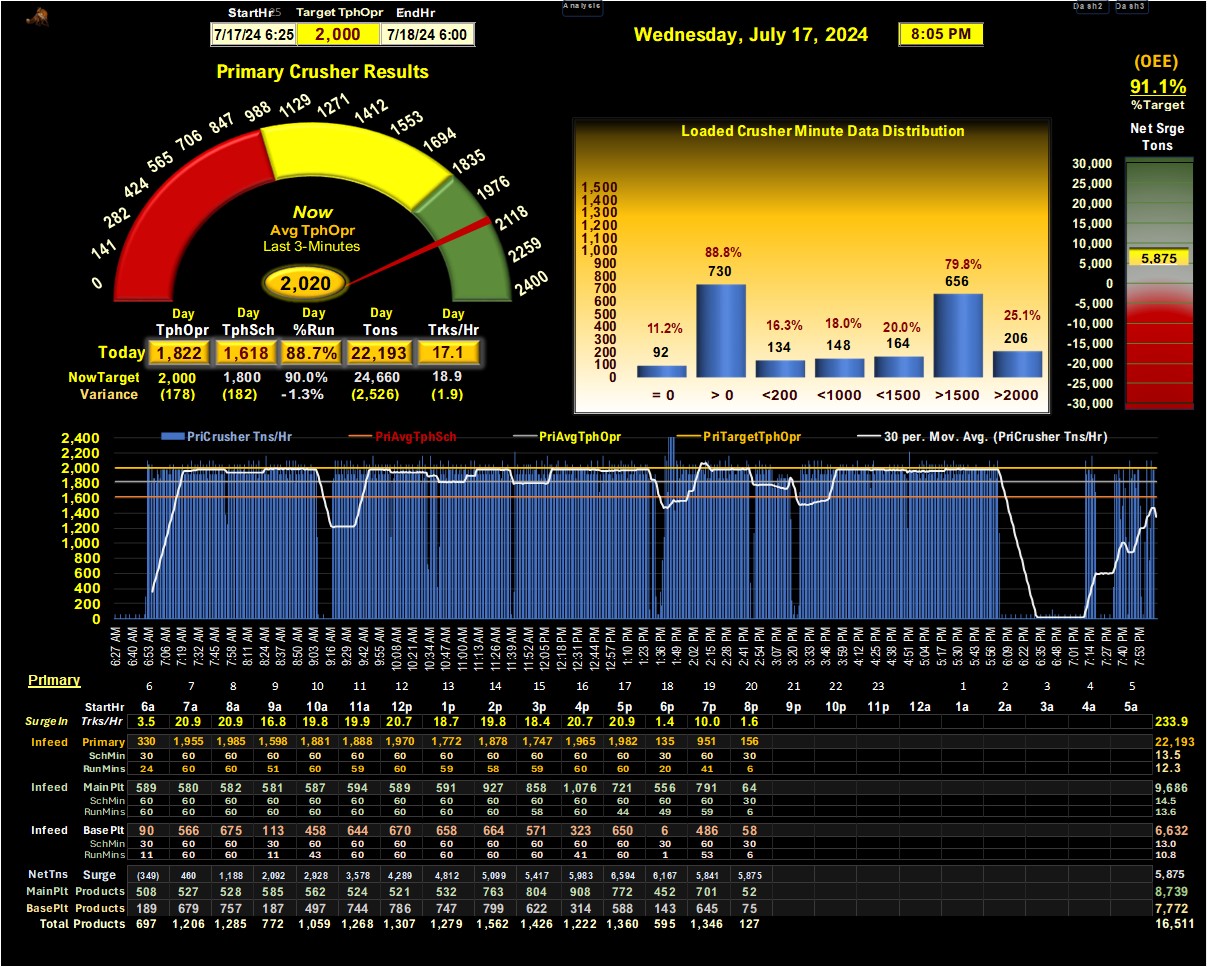 StartHr25 Target TphOpr EndHr
7/17/24 6:25 2,000 7/18/24 6:00
Analysis
Wednesday, July 17, 2024 8:05 PM
Dash2 Dash3
(OEE)
91.1%
%Target
Net Srge
Tons
30,000
25,000
20,000
15,000
10,000
5,875
5,000
0
-5,000
-10,000
-15,000
-20,000
-25,000
-30,000
Primary Crusher Results
0 141 282 424 565 706 847 988 1129 1271 1412 1553 1694 1835 1976 2118 2259 2400
Now
Avg TphOpr
Last 3-Minutes
2,020
Day Day Day Day Day
TphOpr TphSch %Run Tons Trks/Hr
Today 1,822 1,618 88.7% 22,193 17.1
NowTarget 2,000 1,800 90.0% 24,660 18.9
Variance (178) (182) -1.3% (2,526) (1.9)
Loaded Crusher Minute Data Distribution
1,500
1,400
1,300
1,200
1,100
1,000
900
800
700
600
500
400
300
200
100
0
11.2% 88.8% 16.3% 18.0% 20.0% 79.8% 25.1%
92 730 134 148 164 656 206
= 0 > 0 <200 <1000 <1500 >1500 >2000
PriCrusher Tns/Hr PriAvgTphSch PriAvgTphOpr PriTargetTphOpr 30 per. Mov. Avg. (PriCrusher Tns/Hr)
2,400
2,200
2,000
1,800
1,600
1,400
1,200
1,000
800
600
400
200
0
6:27 AM 6:40 AM 6:53 AM 7:06 AM 7:19 AM 7:32 AM 7:45 AM 7:58 AM 8:11 AM 8:24 AM 8:37 AM 8:50 AM 9:03 AM 9:16 AM 9:29 AM 9:42 AM 9:55 AM 10:08 AM 10:21 AM 10:34 AM 10:47 AM 11:00 AM 11:13 AM 11:26 AM 11:39 AM 11:52 AM 12:05 PM 12:18 PM 12:31 PM 12:44 PM 12:57 PM 1:10 PM 1:23 PM 1:36 PM 1:49 PM 2:02 PM 2:15 PM 2:28 PM 2:41 PM 2:54 PM 3:07 PM 3:20 PM 3:33 PM 3:46 PM 3:59 PM 4:12 PM 4:25 PM 4:38 PM 4:51 PM 5:04 PM 5:17 PM 5:30 PM 5:43 PM 5:56 PM 6:09 PM 6:22 PM 6:35 PM 6:48 PM 7:01 PM 7:14 PM 7:27 PM 7:40 PM 7:53 PM
Primary 6 7 8 9 10 11 12 13 14 15 16 17 18 19 20 21 22 23 1 2 3 4 5
StartHr 6a 7a 8a 9a 10a 11a 12p 1p 2p 3p 4p 5p 6p 7p 8p 9p 10p 11p 12a 1a 2a 3a 4a 5a
SurgeIn Trks/Hr 3.5 20.9 20.9 16.8 19.8 19.9 20.7 18.7 19.8 18.4 20.7 20.9 1.4 10.0 1.6 233.9
Infeed Primary 330 1,955 1,985 1,598 1,881 1,888 1,970 1,772 1,878 1,747 1,965 1,982 135 951 156 22,193
SchMin 30 60 60 60 60 60 60 60 60 60 60 60 30 60 30 13.5
RunMins 24 60 60 51 60 59 60 59 58 59 60 60 20 41 6 12.3
Infeed MainPlt 589 580 582 581 587 594 589 591 927 858 1,076 721 556 791 64 9,686
SchMin 60 60 60 60 60 60 60 60 60 60 60 60 60 60 30 14.5
RunMins 60 60 60 60 60 60 60 60 60 58 60 44 49 59 6 13.6
Infeed BasePlt 90 566 675 113 458 644 670 658 664 571 323 650 6 486 58 6,632
SchMin 30 60 60 30 60 60 60 60 60 60 60 60 30 60 30 13.0
RunMins 11 60 60 11 43 60 60 60 60 60 41 60 1 53 6 10.8
NetTns Surge (349) 460 1,188 2,092 2,928 3,578 4,289 4,812 5,099 5,417 5,983 6,594 6,167 5,841 5,875 5,875
MainPlt Products 508 527 528 585 562 524 521 532 763 804 908 772 452 701 52 8,739
BasePlt Products 189 679 757 187 497 744 786 747 799 622 314 588 143 645 75 7,772
Total Products 697 1,206 1,285 772 1,059 1,268 1,307 1,279 1,562 1,426 1,222 1,360 595 1,346 127 16,511